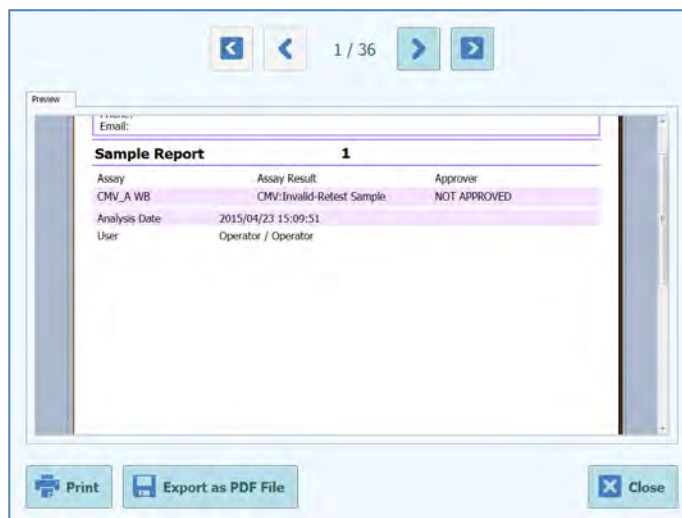 1 / 36
Preview
Email:
Sample Report 1
Assay Assay Result Approver
CMV_A WB CMV:Invalid-Retest Sample NOT APPROVED
Analysis Date 2015/04/23 15:09:51
User Operator / Operator
Print Export as PDF File Close